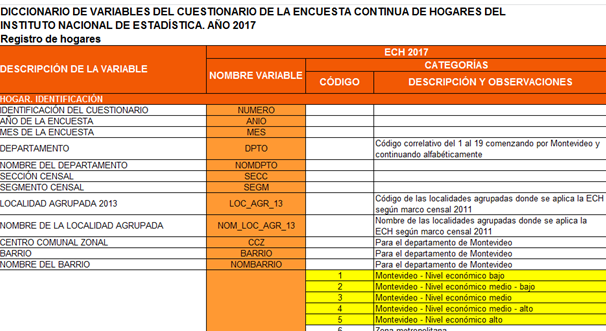 DICCIONARIO DE VARIABLES DEL CUESTIONARIO DE LA ENCUESTA CONTINUA DE HOGARES DEL
INSTITUTO NACIONAL DE ESTADÍSTICA. AÑO 2017
Registro de hogares
ECH 2017
DESCRIPCIÓN DE LA VARIABLE NOMBRE VARIABLE CATEGORÍAS
CÓDIGO DESCRIPCIÓN Y OBSERVACIONES
HOGAR. IDENTIFICACIÓN
IDENTIFICACIÓN DEL CUESTIONARIO NUMERO
AÑO DE LA ENCUESTA ANIO
MES DE LA ENCUESTA MES
DEPARTAMENTO DPTO Código correlativo del 1 al 19 comenzando por Montevideo y
continuando alfabéticamente
NOMBRE DEL DEPARTAMENTO NOMDPTO
SECCIÓN CENSAL SECC
SEGMENTO CENSAL SEGM
LOCALIDAD AGRUPADA 2013 LOC_AGR_13 Código de las localidades agrupadas donde se aplica la ECH
según marco censal 2011
NOMBRE DE LA LOCALIDAD AGRUPADA NOM_LOC_AGR_13 Nombre de las localidades agrupadas donde se aplica la
ECH según marco censal 2011
CENTRO COMUNAL ZONAL CCZ Para el departamento de Montevideo
BARRIO BARRIO Para el departamento de Montevideo
NOMBRE DEL BARRIO NOMBARRIO Para el departamento de Montevideo
1 Montevideo - Nivel económico bajo
2 Montevideo - Nivel económico medio - bajo
3 Montevideo - Nivel económico medio
4 Montevideo - Nivel económico medio - alto
5 Montevideo - Nivel económico alto
6 Zona metropolitana